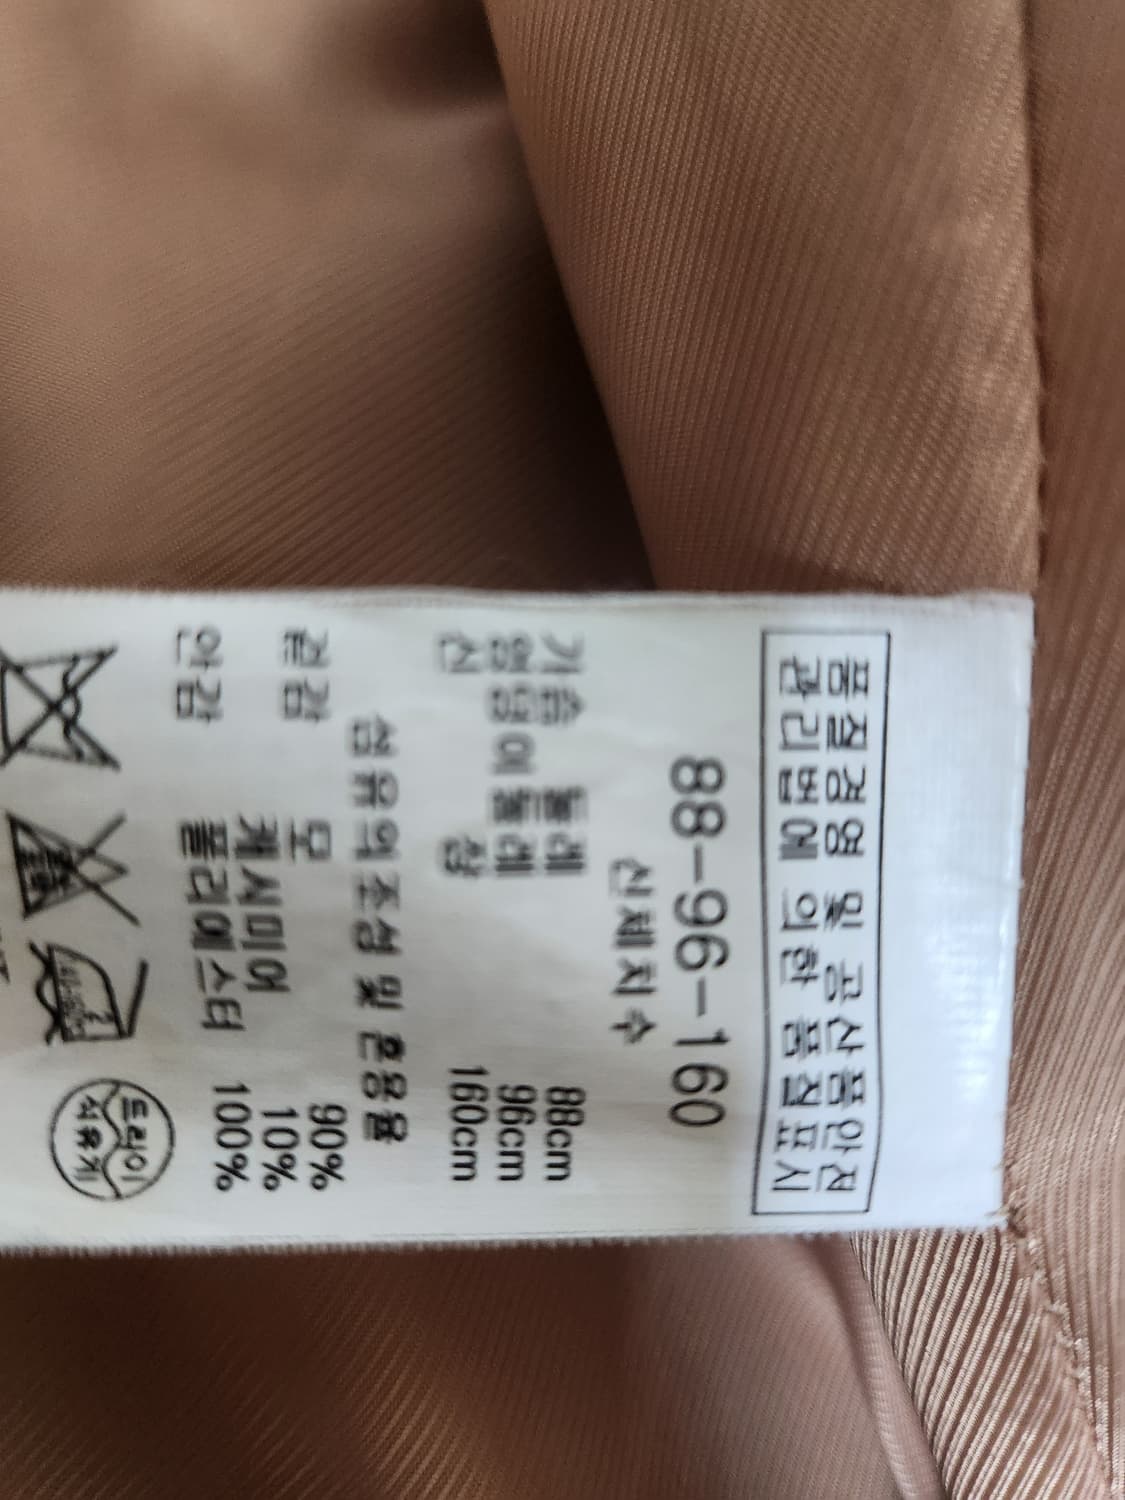 품질경영 및 공산품안전
관리법에 의한 품질표시
88-96-160
신체치수
가슴 둘레 88cm
엉덩이 둘레 96cm
신 장 160cm
섬유의 조성 및 혼용율
겉감 모 90%
캐시미어 10%
안감 폴리에스터 100%
드라이
석유계